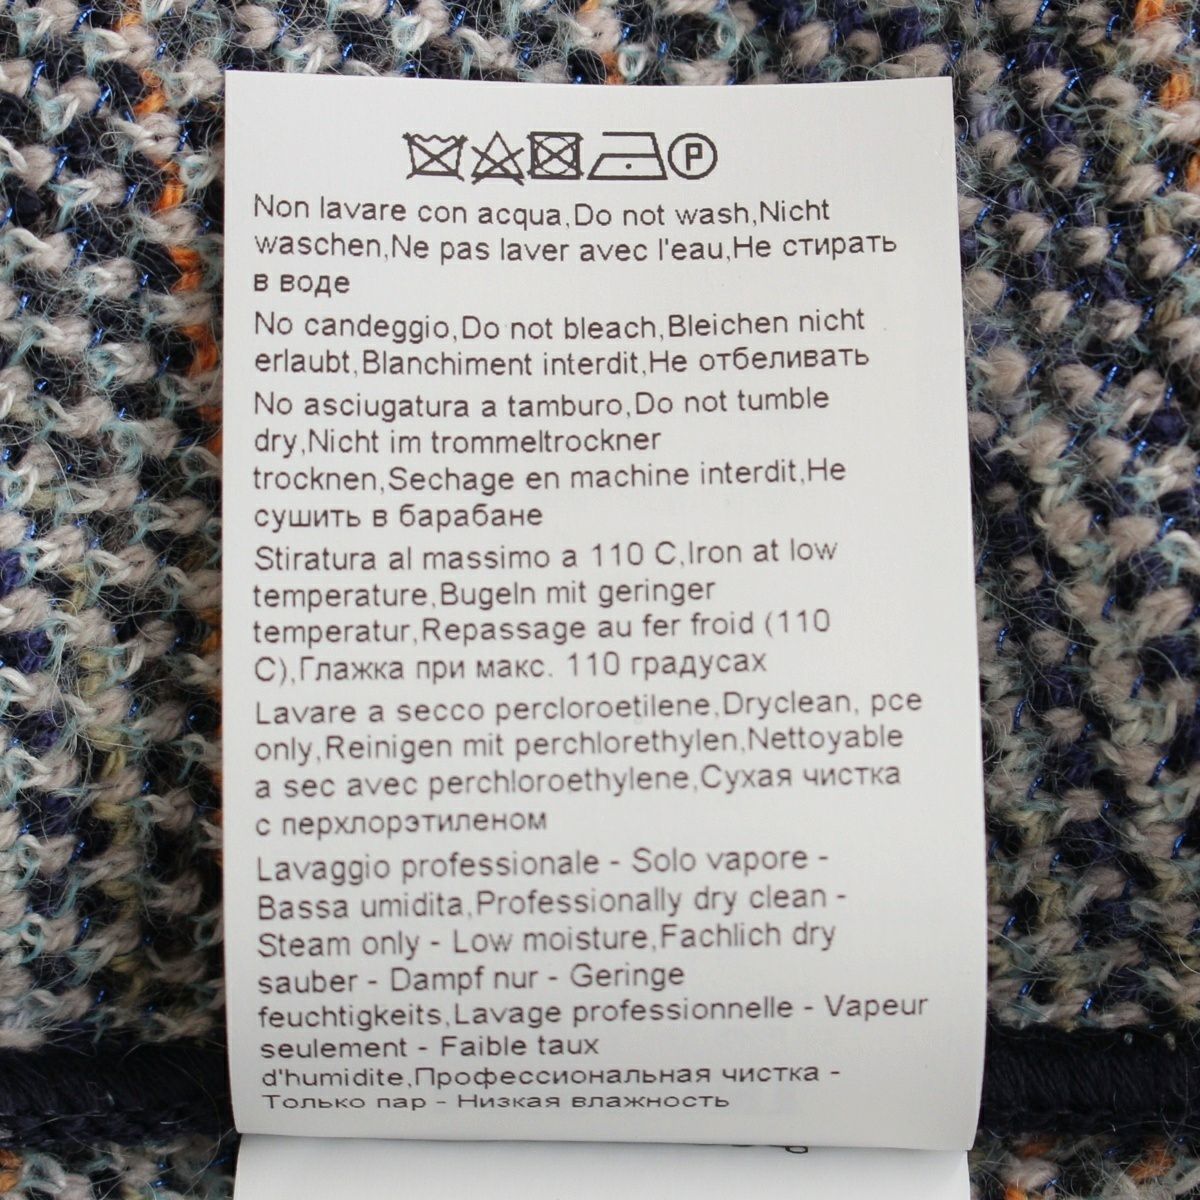 P
Non lavare con acqua,Do not wash,Nicht
waschen,Ne pas laver avec l'eau,Не стирать
в воде
No candeggio,Do not bleach,Bleichen nicht
erlaubt,Blanchiment interdit,Не отбеливать
No asciugatura a tamburo,Do not tumble
dry,Nicht im trommeltrockner
trocknen,Sechage en machine interdit,Не
сушить в барабане
Stiratura al massimo a 110 C,Iron at low
temperature,Bugeln mit geringer
temperatur,Repassage au fer froid (110
C),Глажка при макс. 110 градусах
Lavare a secco percloroetilene,Dryclean, pce
only,Reinigen mit perchlorethylen,Nettoyable
a sec avec perchloroethylene,Сухая чистка
с перхлорэтиленом
Lavaggio professionale - Solo vapore -
Bassa umidita,Professionally dry clean -
Steam only - Low moisture,Fachlich dry
sauber - Dampf nur - Geringe
feuchtigkeits,Lavage professionnelle - Vapeur
seulement - Faible taux
d'humidite,Профессиональная чистка -
Только пар - Низкая влажность